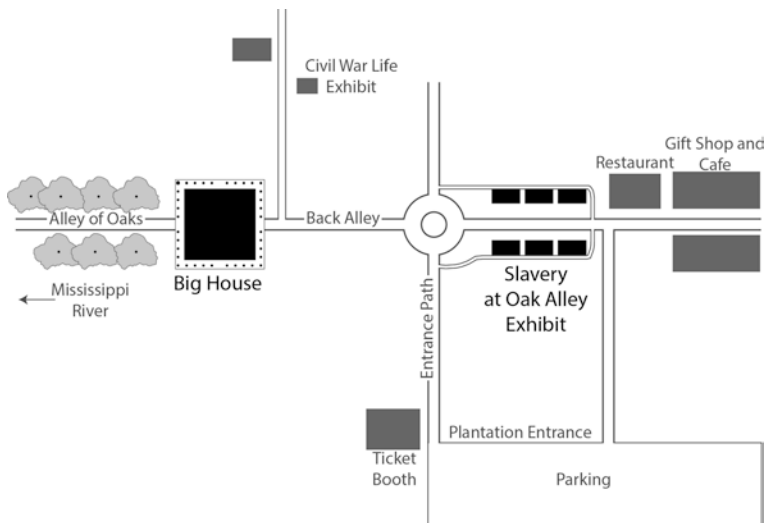 Civil War Life
Exhibit
Gift Shop and
Cafe
Restaurant
Alley of Oaks
Back Alley
Big House
Mississippi
River
Slavery
at Oak Alley
Exhibit
Entrance Path
Plantation Entrance
Ticket
Booth
Parking